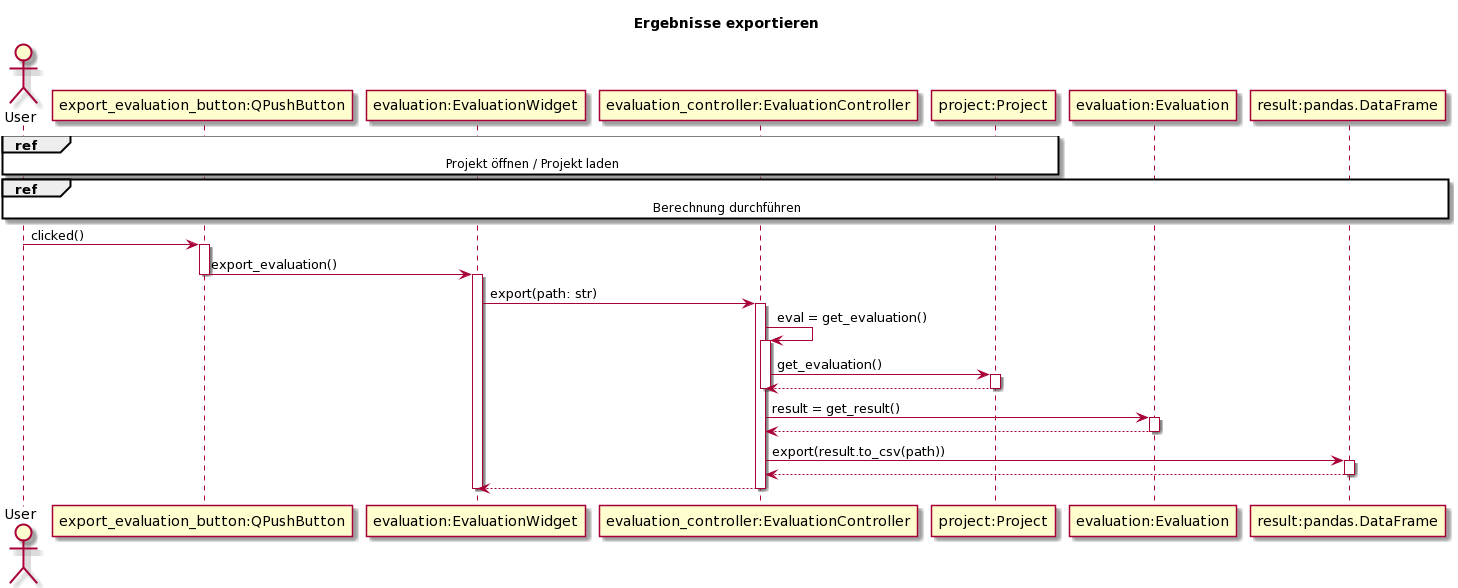 Ergebnisse exportieren
User
export_evaluation_button:QPushButton
evaluation:EvaluationWidget
evaluation_controller:EvaluationController
project:Project
evaluation:Evaluation
result:pandas.DataFrame
ref
Projekt öffnen / Projekt laden
ref
Berechnung durchführen
clicked()
export_evaluation()
export(path: str)
eval = get_evaluation()
get_evaluation()
result = get_result()
export(result.to_csv(path))
User
export_evaluation_button:QPushButton
evaluation:EvaluationWidget
evaluation_controller:EvaluationController
project:Project
evaluation:Evaluation
result:pandas.DataFrame